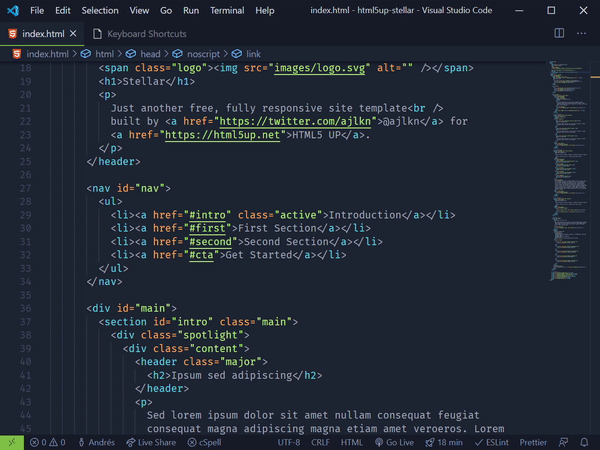 File Edit Selection View Go Run Terminal Help index.html - html5up-stellar - Visual Studio Code
index.html Keyboard Shortcuts
index.html > html > head > noscript > link
18 <span class="logo"><img src="images/logo.svg" alt="" /></span>
19 <h1>Stellar</h1>
20 <p>
21 Just another free, fully responsive site template<br />
22 built by <a href="https://twitter.com/ajlkn">@ajlkn</a> for
23 <a href="https://html5up.net">HTML5 UP</a>.
24 </p>
25 </header>
26
27 <nav id="nav">
28 <ul>
29 <li><a href="#intro" class="active">Introduction</a></li>
30 <li><a href="#first">First Section</a></li>
31 <li><a href="#second">Second Section</a></li>
32 <li><a href="#cta">Get Started</a></li>
33 </ul>
34 </nav>
35
36 <div id="main">
37 <section id="intro" class="main">
38 <div class="spotlight">
39 <div class="content">
40 <header class="major">
41 <h2>Ipsum sed adipiscing</h2>
42 </header>
43 <p>
44 Sed lorem ipsum dolor sit amet nullam consequat feugiat
45 consequat magna adipiscing magna etiam amet veroeros. Lorem
0 0 Andrés Live Share cSpell UTF-8 CRLF HTML Go Live 18 min ESLint Prettier